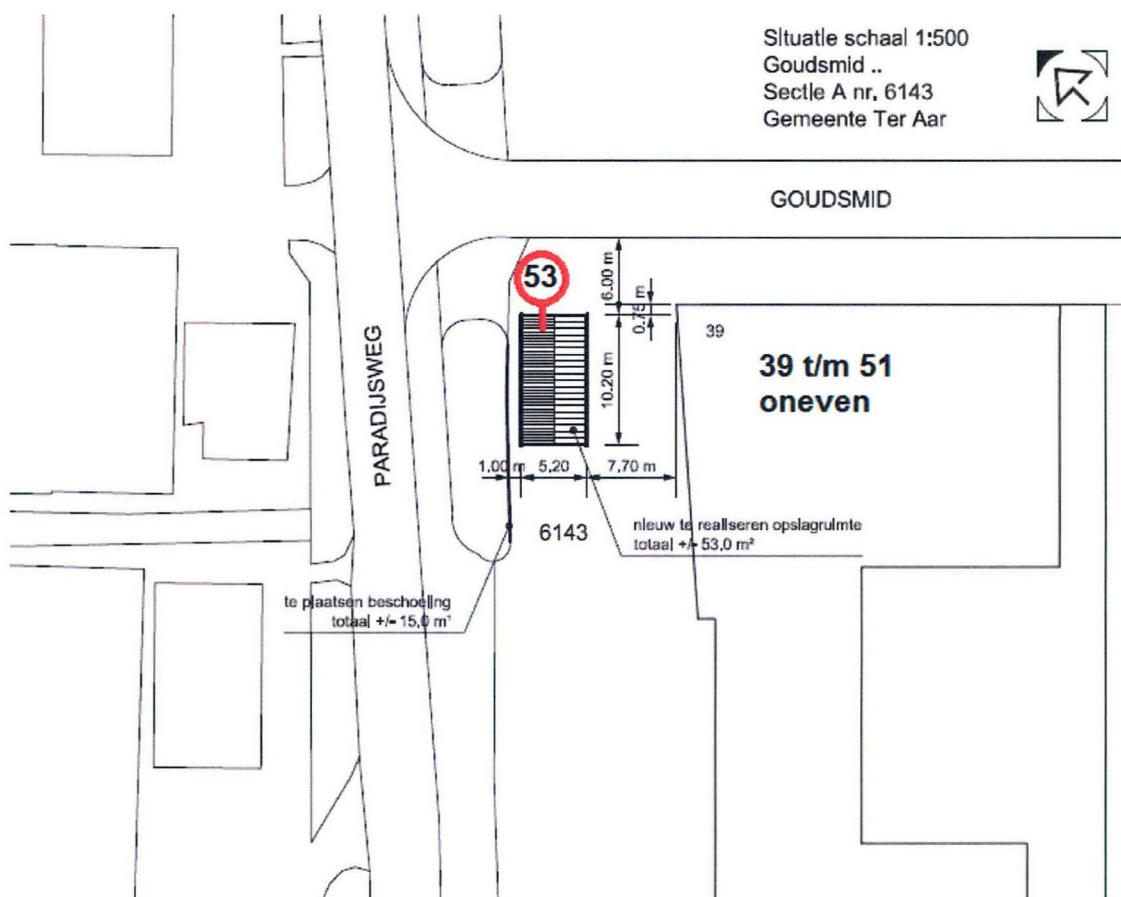 Situatie schaal 1:500
Goudsmid ..
Sectie A nr. 6143
Gemeente Ter Aar
GOUDSMID
53
6.00 m
0.75 m
39
39 t/m 51
oneven
10.20 m
PARADIJSWEG
1,00 m
5,20
7,70 m
6143
nieuw te realiseren opslagruimte
totaal +/- 53,0 m²
te plaatsen beschoeiing
totaal +/- 15,0 m¹